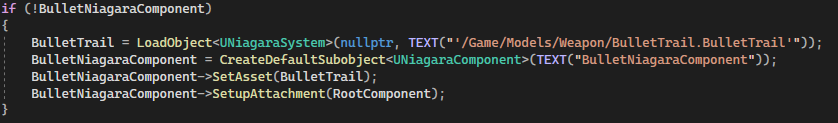 if (!BulletNiagaraComponent)
{
BulletTrail = LoadObject<UNiagaraSystem>(nullptr, TEXT("'/Game/Models/Weapon/BulletTrail.BulletTrail'"));
BulletNiagaraComponent = CreateDefaultSubobject<UNiagaraComponent>(TEXT("BulletNiagaraComponent"));
BulletNiagaraComponent->SetAsset(BulletTrail);
BulletNiagaraComponent->SetupAttachment(RootComponent);
}